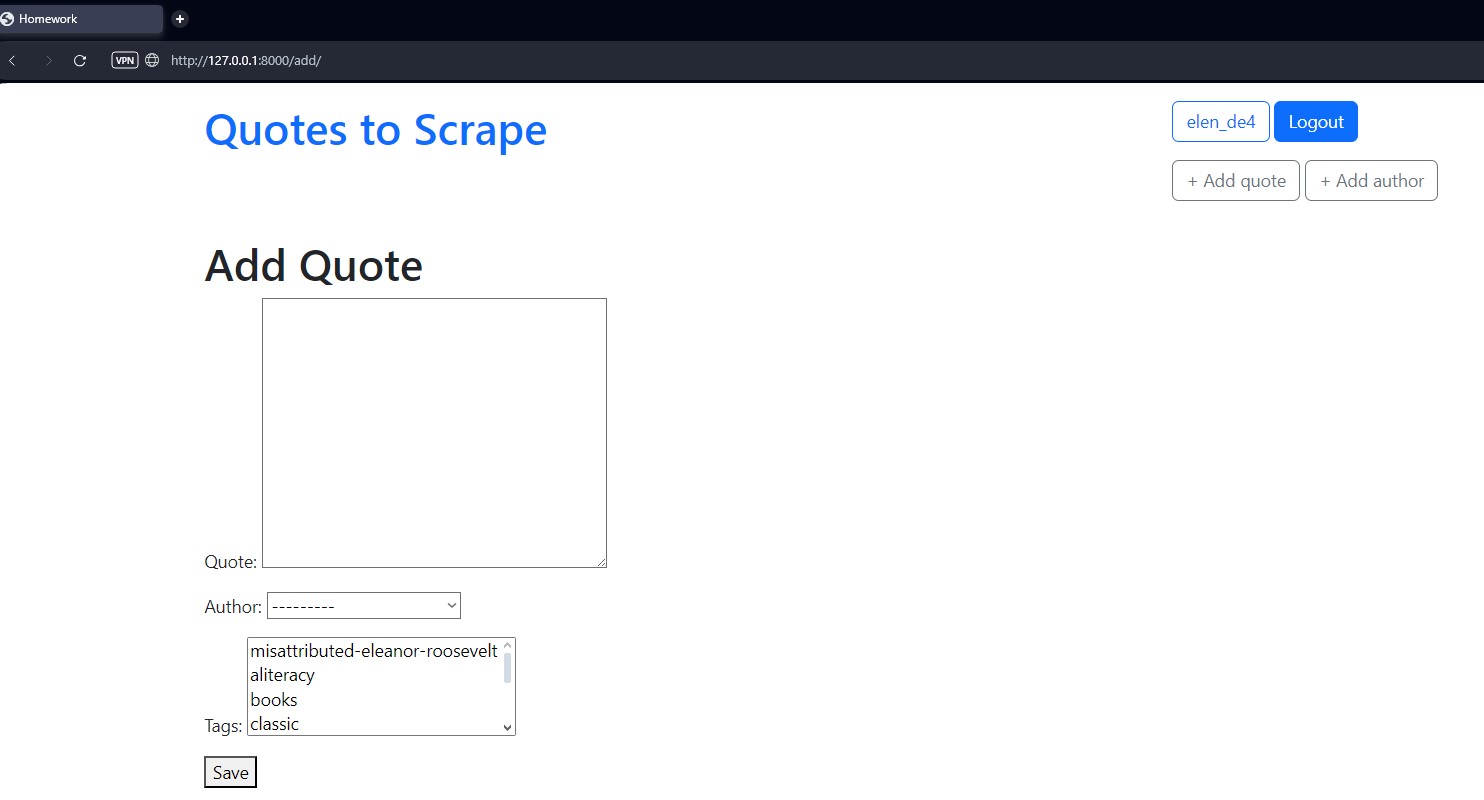 Homework
VPN http://127.0.0.1:8000/add/
Quotes to Scrape
elen_de4 Logout
+ Add quote + Add author
Add Quote
Quote:
Author: ---------
misattributed-eleanor-roosevelt
aliteracy
books
Tags: classic
Save